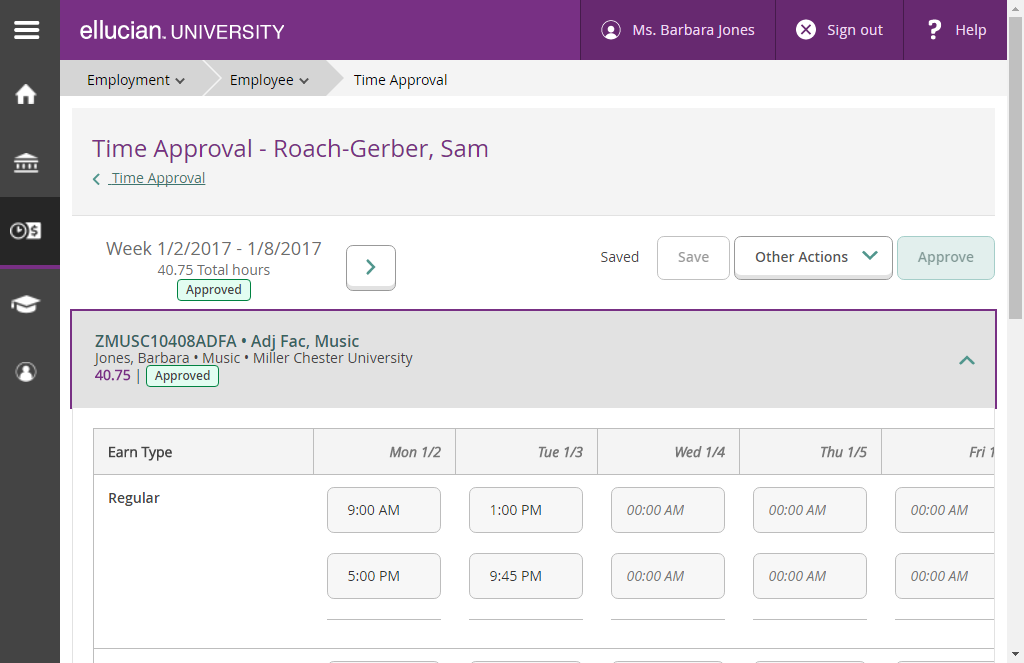 ellucian. UNIVERSITY
Ms. Barbara Jones
Sign out
? Help
Employment
Employee
Time Approval
Time Approval - Roach-Gerber, Sam
Time Approval
Week 1/2/2017 - 1/8/2017
40.75 Total hours
Approved
Saved
Save
Other Actions
Approve
ZMUSC10408ADFA • Adj Fac, Music
Jones, Barbara • Music • Miller Chester University
40.75 | Approved
Earn Type Mon 1/2 Tue 1/3 Wed 1/4 Thu 1/5 Fri 1
Regular
9:00 AM 1:00 PM 00:00 AM 00:00 AM 00:00 AM
5:00 PM 9:45 PM 00:00 AM 00:00 AM 00:00 AM